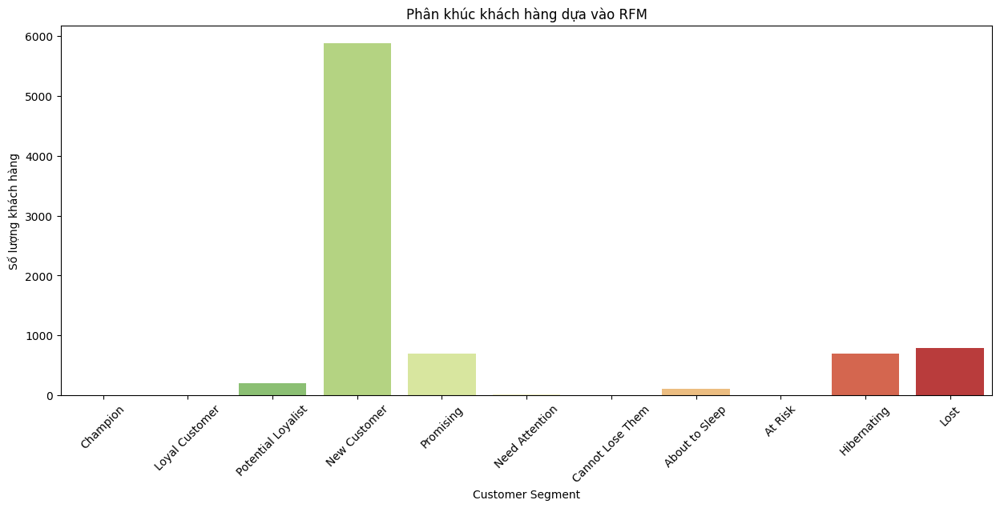 Phân khúc khách hàng dựa vào RFM
Số lượng khách hàng
6000
5000
4000
3000
2000
1000
0
Champion
Loyal Customer
Potential Loyalist
New Customer
Promising
Need Attention
Cannot Lose Them
About to Sleep
At Risk
Hibernating
Lost
Customer Segment